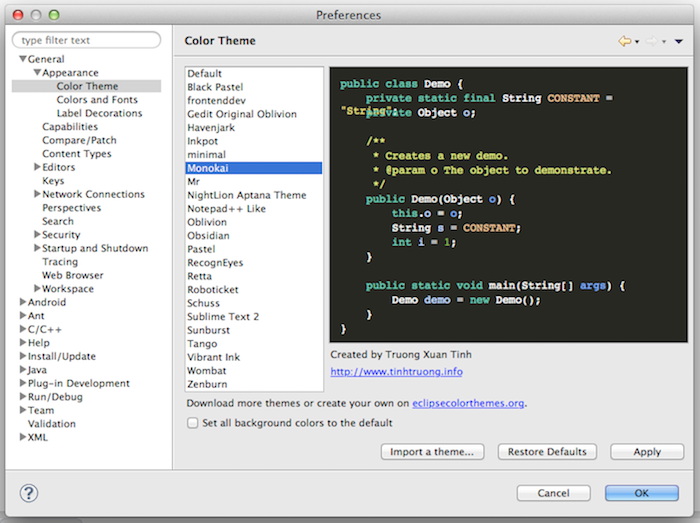 Preferences
type filter text
General
Appearance
Color Theme
Colors and Fonts
Label Decorations
Capabilities
Compare/Patch
Content Types
Editors
Keys
Network Connections
Perspectives
Search
Security
Startup and Shutdown
Tracing
Web Browser
Workspace
Android
Ant
C/C++
Help
Install/Update
Java
Plug-in Development
Run/Debug
Team
Validation
XML
Color Theme
Default
Black Pastel
frontenddev
Gedit Original Oblivion
Havenjark
Inkpot
minimal
Monokai
Mr
NightLion Aptana Theme
Notepad++ Like
Oblivion
Obsidian
Pastel
RecognEyes
Retta
Roboticket
Schuss
Sublime Text 2
Sunburst
Tango
Vibrant Ink
Wombat
Zenburn
public class Demo {
private static final String CONSTANT =
"String";
private Object o;
/**
* Creates a new demo.
* @param o The object to demonstrate.
*/
public Demo(Object o) {
this.o = o;
String s = CONSTANT;
int i = 1;
}
public static void main(String[] args) {
Demo demo = new Demo();
}
}
Created by Truong Xuan Tinh
http://www.tinhtruong.info
Download more themes or create your own on eclipsecolorthemes.org.
Set all background colors to the default
Import a theme...
Restore Defaults
Apply
?
Cancel
OK